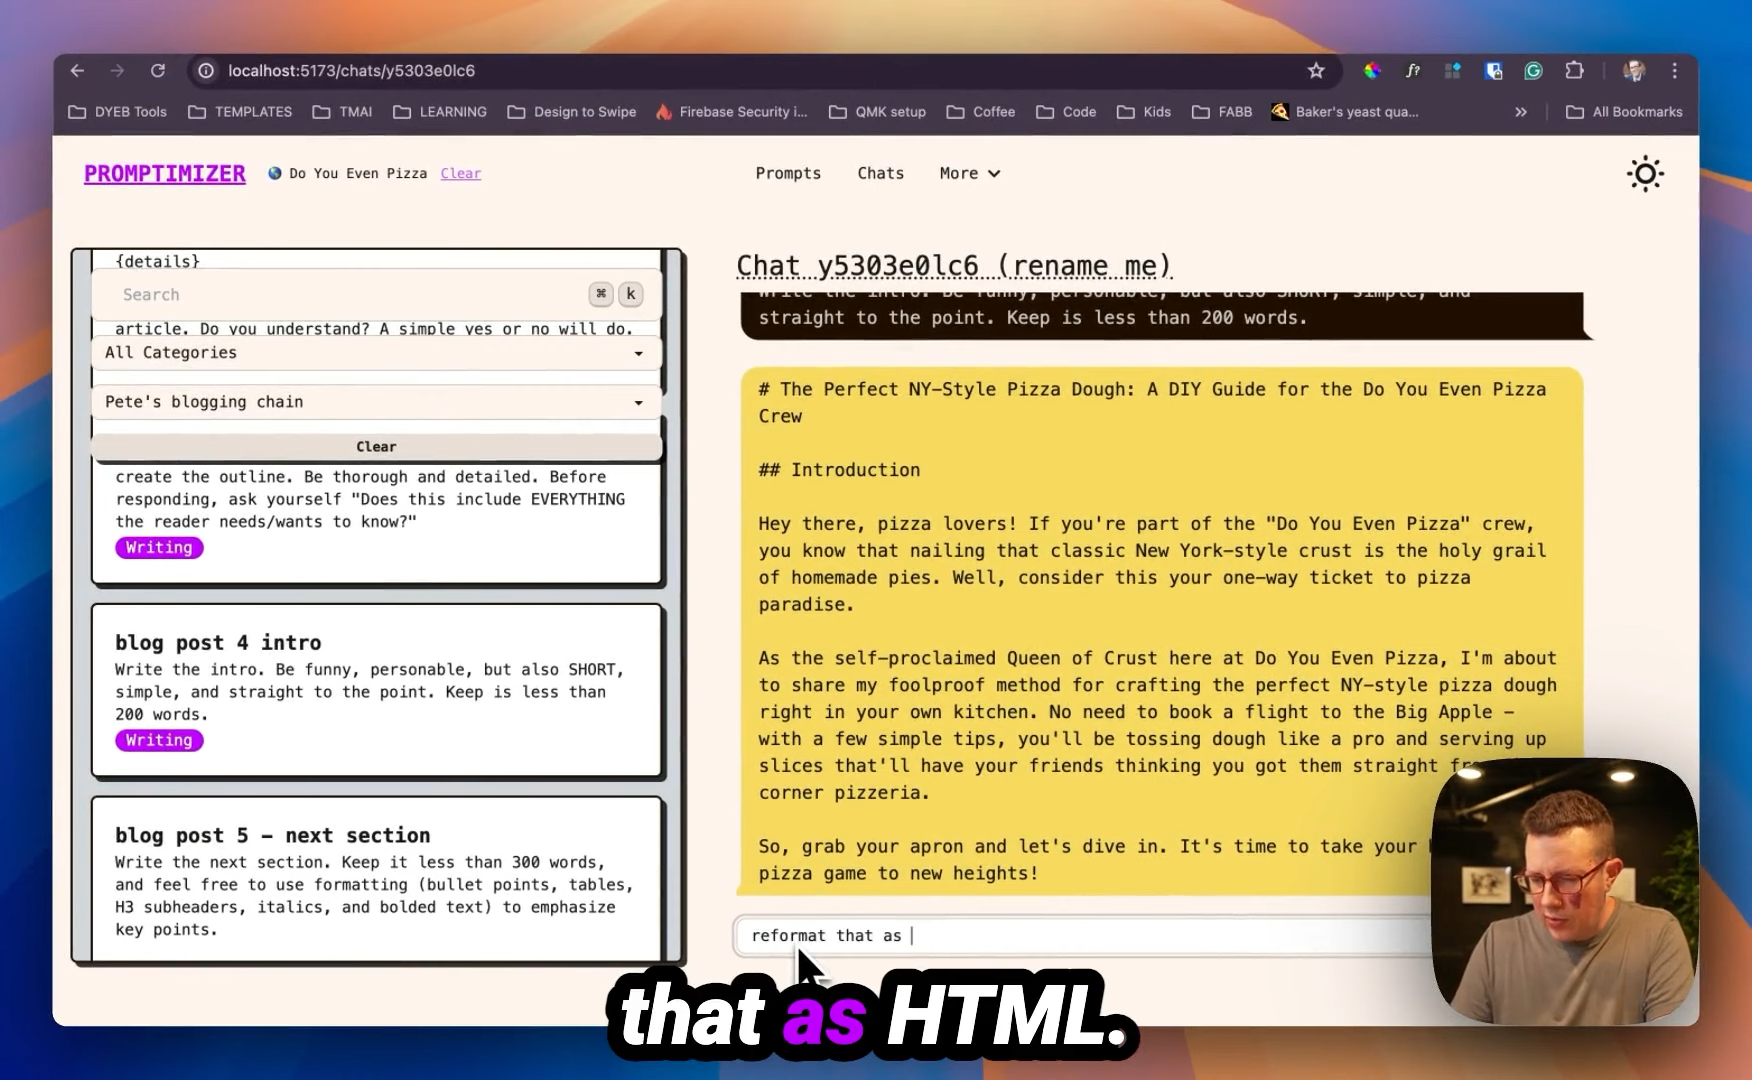 localhost:5173/chats/y5303e0lc6
DYEB Tools TEMPLATES TMAI LEARNING Design to Swipe Firebase Security i... QMK setup Coffee Code Kids FABB Baker's yeast qua... » All Bookmarks
PROMPTIMIZER Do You Even Pizza Clear Prompts Chats More
{details}
Search ⌘ k
article. Do you understand? A simple yes or no will do.
All Categories
Pete's blogging chain
Clear
create the outline. Be thorough and detailed. Before
responding, ask yourself "Does this include EVERYTHING
the reader needs/wants to know?"
Writing
blog post 4 intro
Write the intro. Be funny, personable, but also SHORT,
simple, and straight to the point. Keep is less than
200 words.
Writing
blog post 5 – next section
Write the next section. Keep it less than 300 words,
and feel free to use formatting (bullet points, tables,
H3 subheaders, italics, and bolded text) to emphasize
key points.
Chat y5303e0lc6 (rename me)
Write the intro. Be funny, personable, but also SHORT, simple, and
straight to the point. Keep is less than 200 words.
# The Perfect NY-Style Pizza Dough: A DIY Guide for the Do You Even Pizza
Crew
## Introduction
Hey there, pizza lovers! If you're part of the "Do You Even Pizza" crew,
you know that nailing that classic New York-style crust is the holy grail
of homemade pies. Well, consider this your one-way ticket to pizza
paradise.
As the self-proclaimed Queen of Crust here at Do You Even Pizza, I'm about
to share my foolproof method for crafting the perfect NY-style pizza dough
right in your own kitchen. No need to book a flight to the Big Apple –
with a few simple tips, you'll be tossing dough like a pro and serving up
slices that'll have your friends thinking you got them straight
corner pizzeria.
So, grab your apron and let's dive in. It's time to take your
pizza game to new heights!
reformat that as
that as HTML.